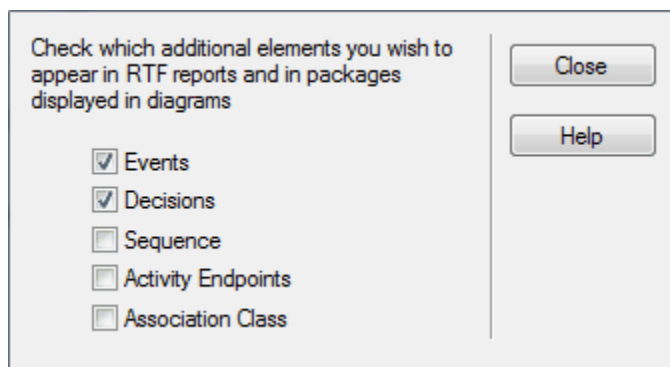 Check which additional elements you wish to
appear in RTF reports and in packages
displayed in diagrams
Close
Help
Events
Decisions
Sequence
Activity Endpoints
Association Class